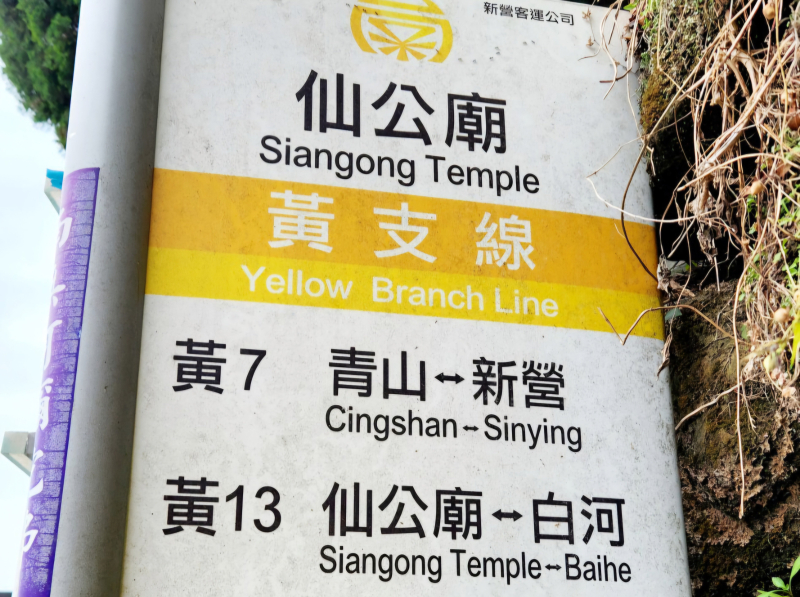 新營客運公司
仙公廟
Siangong Temple
黃支線
Yellow Branch Line
黃7 青山↔新營
Cingshan↔Sinying
黃13 仙公廟↔白河
Siangong Temple↔Baihe